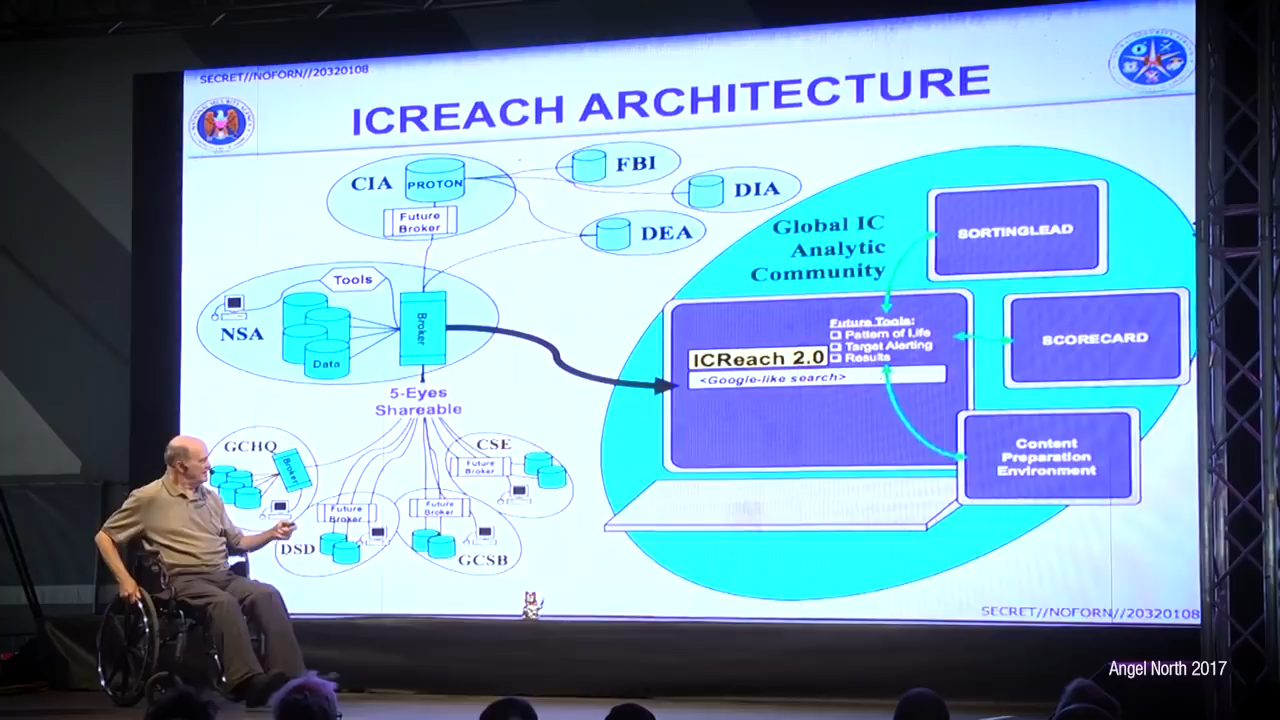 SECRET//NOFORN//20320108
ICREACH ARCHITECTURE
CIA
PROTON
Future
Broker
FBI
DIA
DEA
Tools
NSA
Data
Broker
5-Eyes
Shareable
GCHQ
Broker
DSD
Future
Broker
GCSB
Future
Broker
CSE
Future
Broker
Global IC
Analytic
Community
SORTINGLEAD
SCORECARD
Content
Preparation
Environment
ICReach 2.0
<Google-like search>
Future Tools:
Pattern of Life
Target Alerting
Results
SECRET//NOFORN//20320108
Angel North 2017